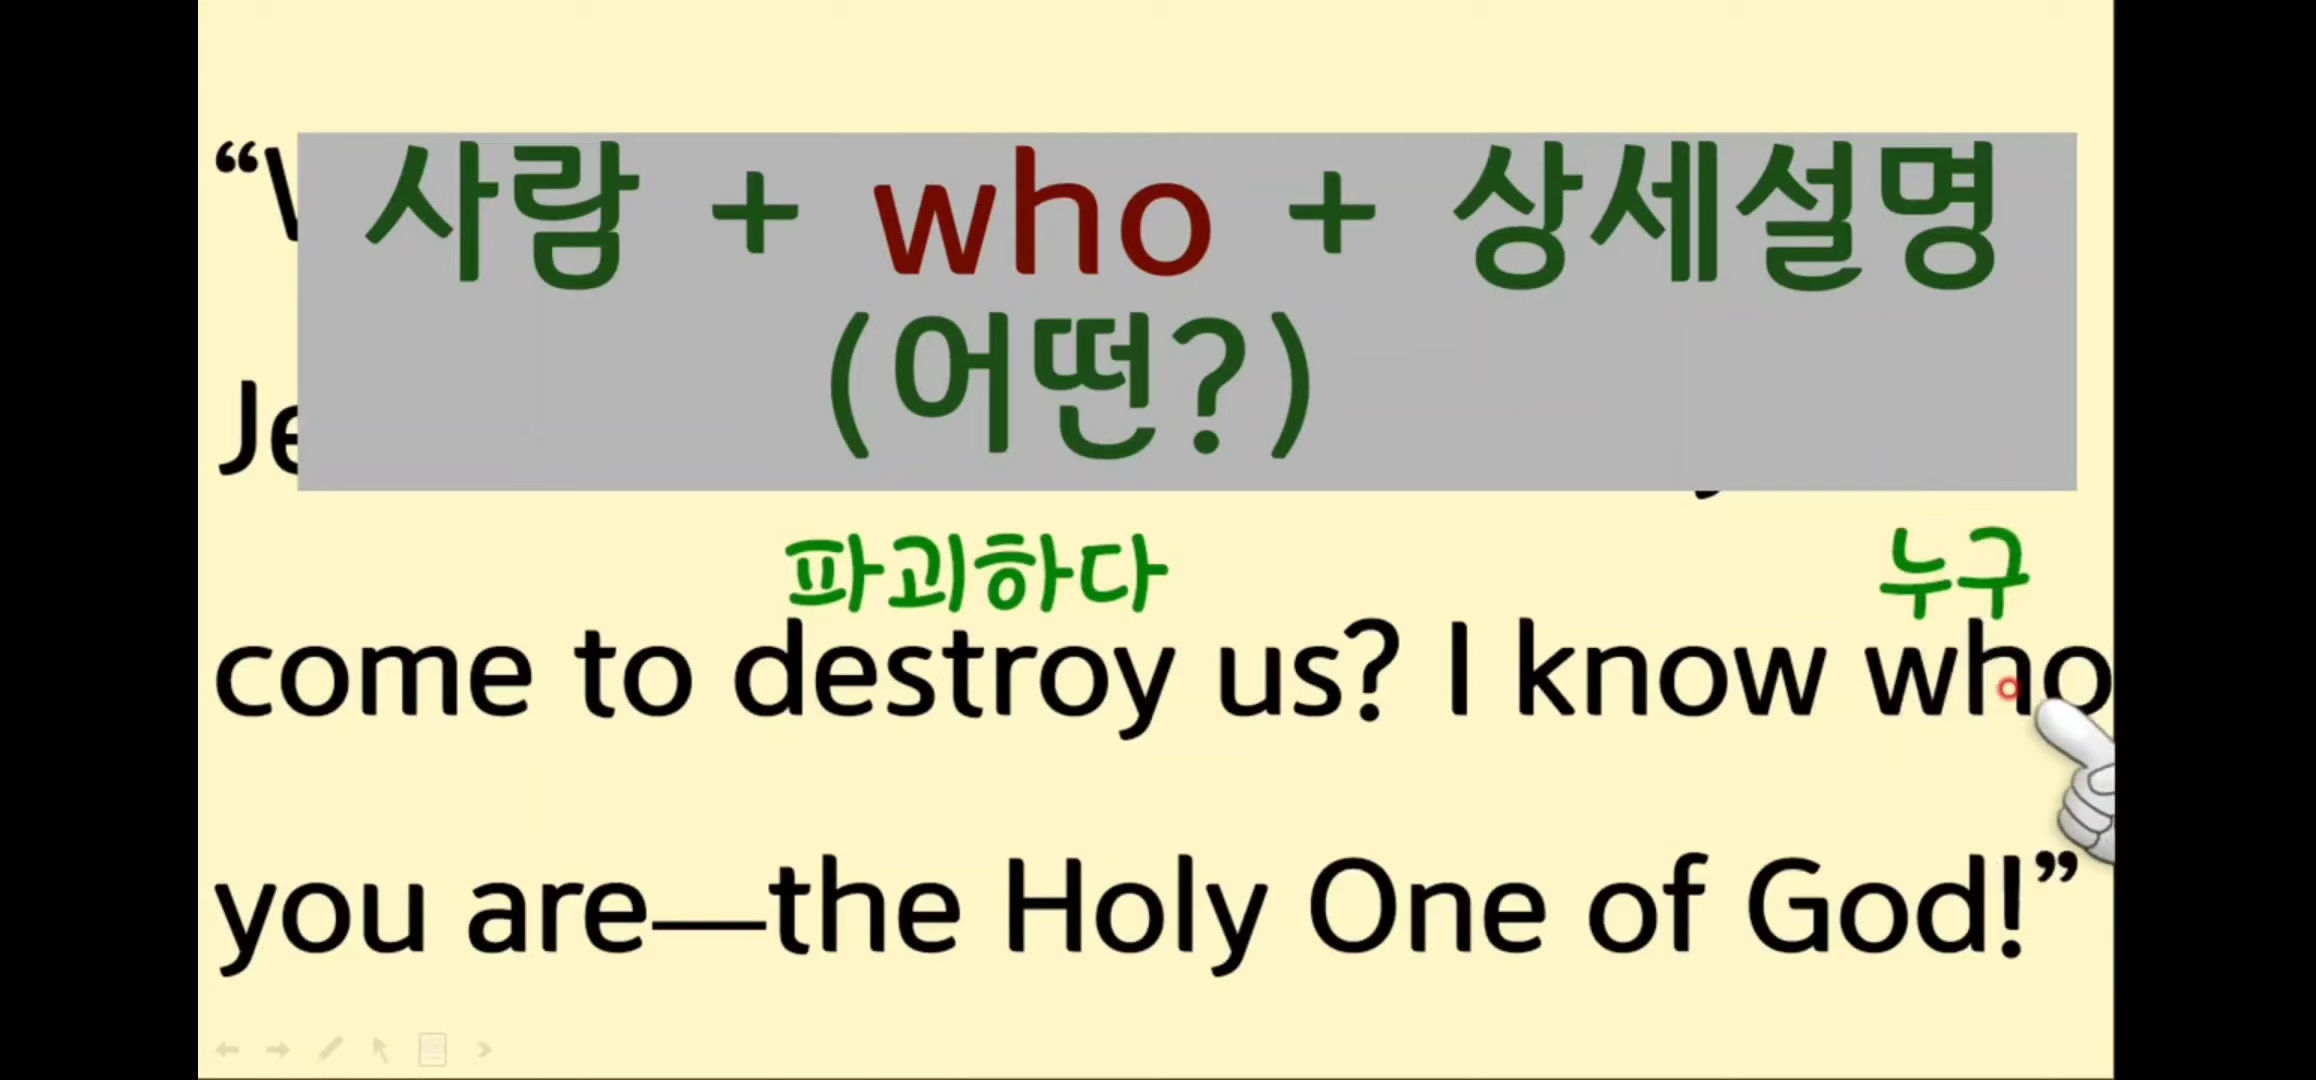 사람 + who + 상세설명
(어떤?)
파괴하다 누구
come to destroy us? I know who
you are—the Holy One of God!”